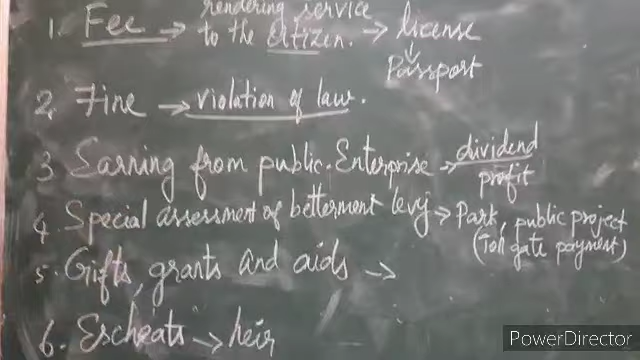 rendering service
1. Fee → to the citizen. → license
↓
Passport
2. Fine → violation of law.
3 Earning from public. Enterprise → dividend
profit
4. Special assessment of betterment levy → Park, public project
(Toll gate payment)
5. Gifts, grants and aids →
6. Escheats → heir
PowerDirector